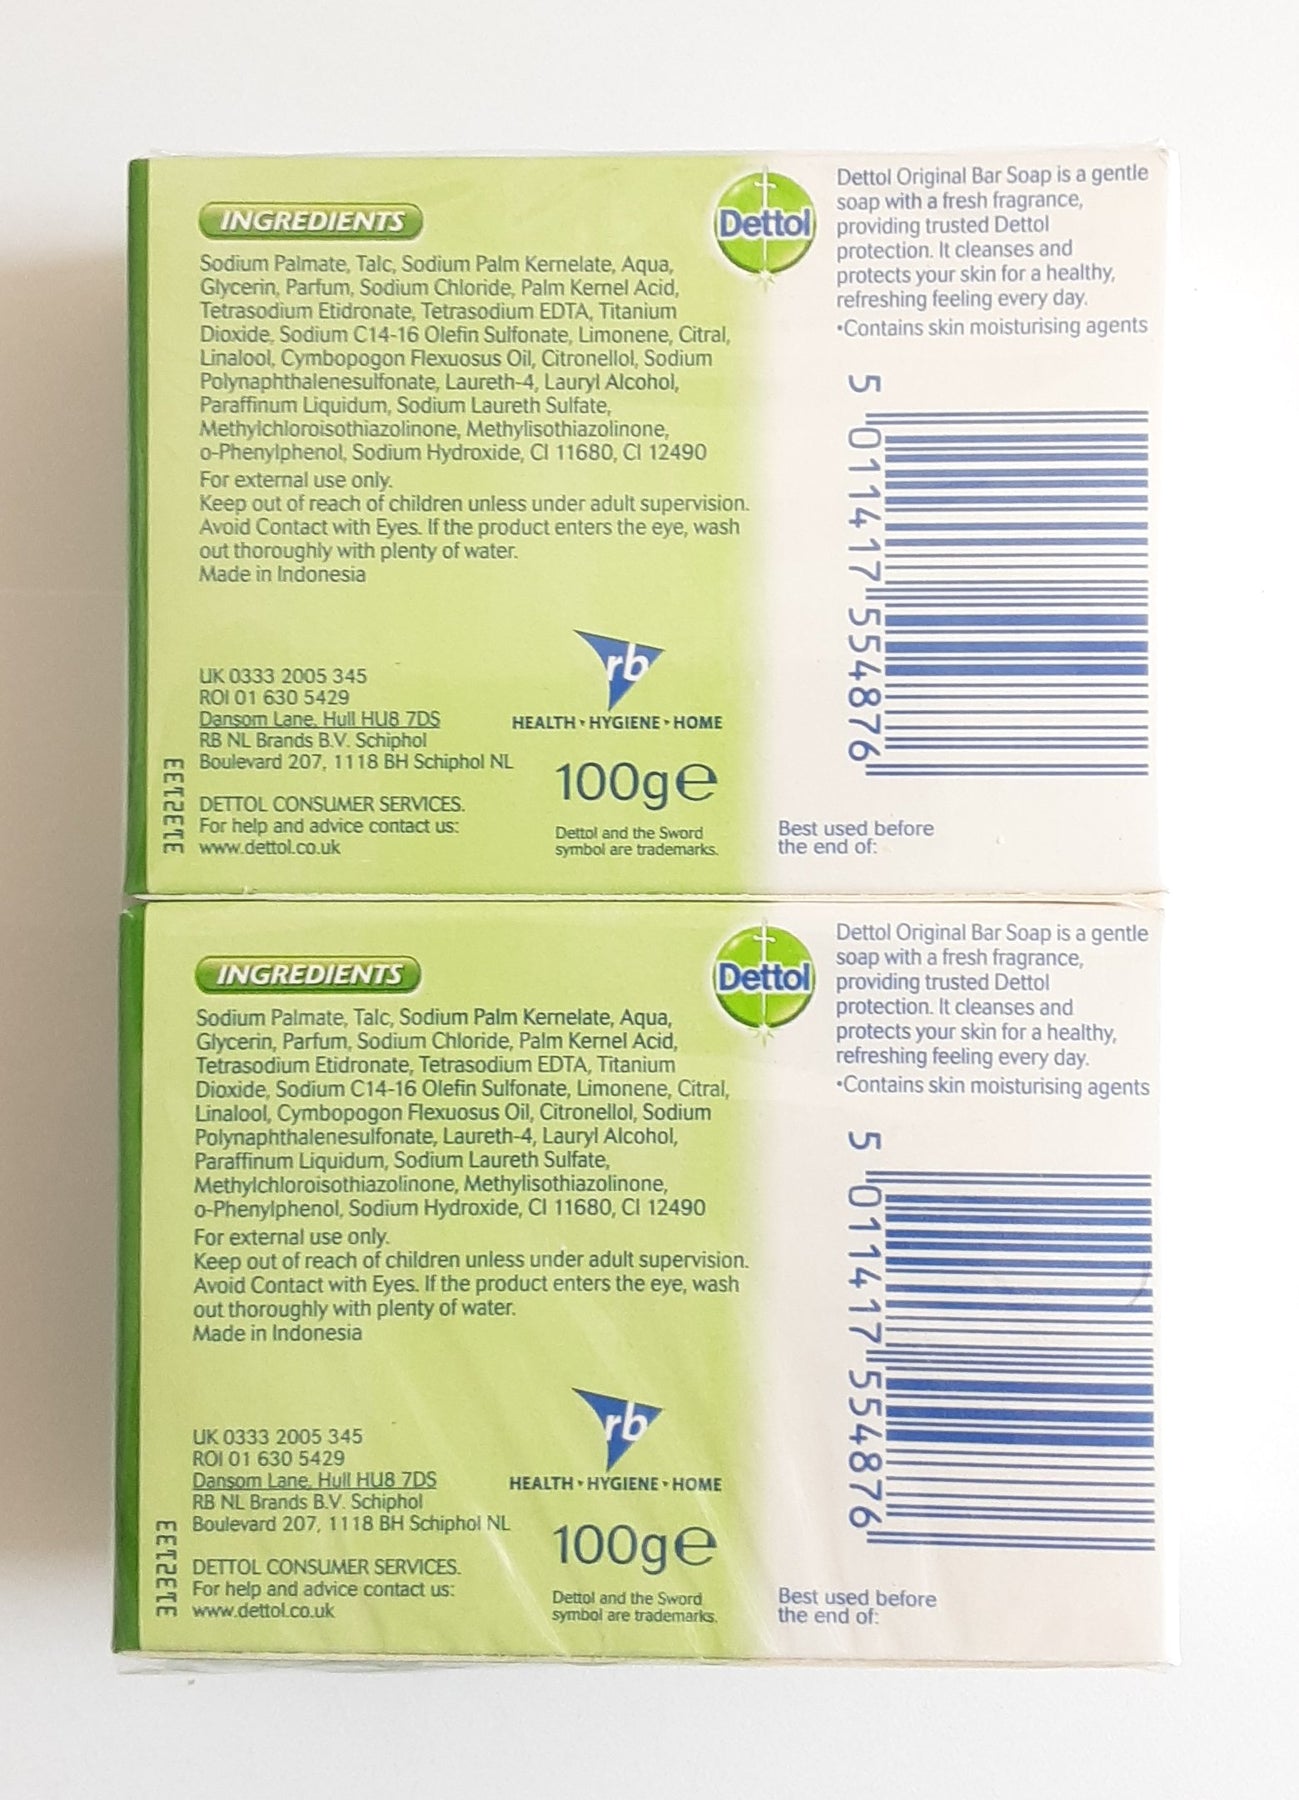 INGREDIENTS
Sodium Palmate, Talc, Sodium Palm Kernelate, Aqua,
Glycerin, Parfum, Sodium Chloride, Palm Kernel Acid,
Tetrasodium Etidronate, Tetrasodium EDTA, Titanium
Dioxide, Sodium C14-16 Olefin Sulfonate, Limonene, Citral,
Linalool, Cymbopogon Flexuosus Oil, Citronellol, Sodium
Polynaphthalenesulfonate, Laureth-4, Lauryl Alcohol,
Paraffinum Liquidum, Sodium Laureth Sulfate,
Methylchloroisothiazolinone, Methylisothiazolinone,
o-Phenylphenol, Sodium Hydroxide, CI 11680, CI 12490
For external use only.
Keep out of reach of children unless under adult supervision.
Avoid Contact with Eyes. If the product enters the eye, wash
out thoroughly with plenty of water.
Made in Indonesia
UK 0333 2005 345
ROI 01 630 5429
Dansom Lane, Hull HU8 7DS
RB NL Brands B.V. Schiphol
Boulevard 207, 1118 BH Schiphol NL
DETTOL CONSUMER SERVICES.
For help and advice contact us:
www.dettol.co.uk
rb
HEALTH • HYGIENE • HOME
100g℮
Dettol and the Sword
symbol are trademarks.
Dettol
Dettol Original Bar Soap is a gentle
soap with a fresh fragrance,
providing trusted Dettol
protection. It cleanses and
protects your skin for a healthy,
refreshing feeling every day.
•Contains skin moisturising agents
5 011417 554876
Best used before
the end of:
INGREDIENTS
Sodium Palmate, Talc, Sodium Palm Kernelate, Aqua,
Glycerin, Parfum, Sodium Chloride, Palm Kernel Acid,
Tetrasodium Etidronate, Tetrasodium EDTA, Titanium
Dioxide, Sodium C14-16 Olefin Sulfonate, Limonene, Citral,
Linalool, Cymbopogon Flexuosus Oil, Citronellol, Sodium
Polynaphthalenesulfonate, Laureth-4, Lauryl Alcohol,
Paraffinum Liquidum, Sodium Laureth Sulfate,
Methylchloroisothiazolinone, Methylisothiazolinone,
o-Phenylphenol, Sodium Hydroxide, CI 11680, CI 12490
For external use only.
Keep out of reach of children unless under adult supervision.
Avoid Contact with Eyes. If the product enters the eye, wash
out thoroughly with plenty of water.
Made in Indonesia
UK 0333 2005 345
ROI 01 630 5429
Dansom Lane, Hull HU8 7DS
RB NL Brands B.V. Schiphol
Boulevard 207, 1118 BH Schiphol NL
DETTOL CONSUMER SERVICES.
For help and advice contact us:
www.dettol.co.uk
rb
HEALTH • HYGIENE • HOME
100g℮
Dettol and the Sword
symbol are trademarks.
Dettol
Dettol Original Bar Soap is a gentle
soap with a fresh fragrance,
providing trusted Dettol
protection. It cleanses and
protects your skin for a healthy,
refreshing feeling every day.
•Contains skin moisturising agents
5 011417 554876
Best used before
the end of: